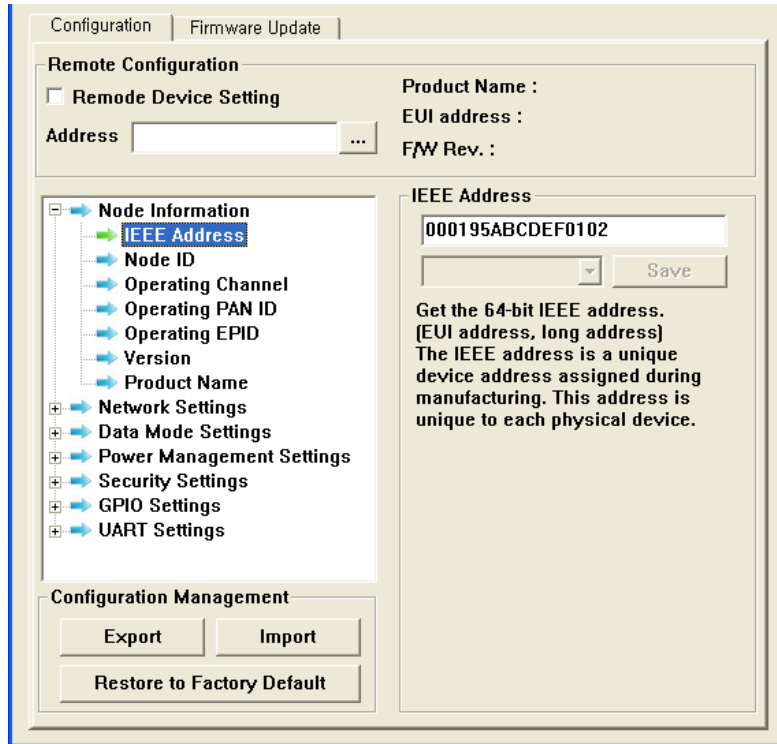 Configuration
Firmware Update
Remote Configuration
Remode Device Setting
Address
...
Product Name :
EUI address :
F/W Rev. :
Node Information
IEEE Address
Node ID
Operating Channel
Operating PAN ID
Operating EPID
Version
Product Name
Network Settings
Data Mode Settings
Power Management Settings
Security Settings
GPIO Settings
UART Settings
IEEE Address
000195ABCDEF0102
Save
Get the 64-bit IEEE address.
(EUI address, long address)
The IEEE address is a unique
device address assigned during
manufacturing. This address is
unique to each physical device.
Configuration Management
Export
Import
Restore to Factory Default